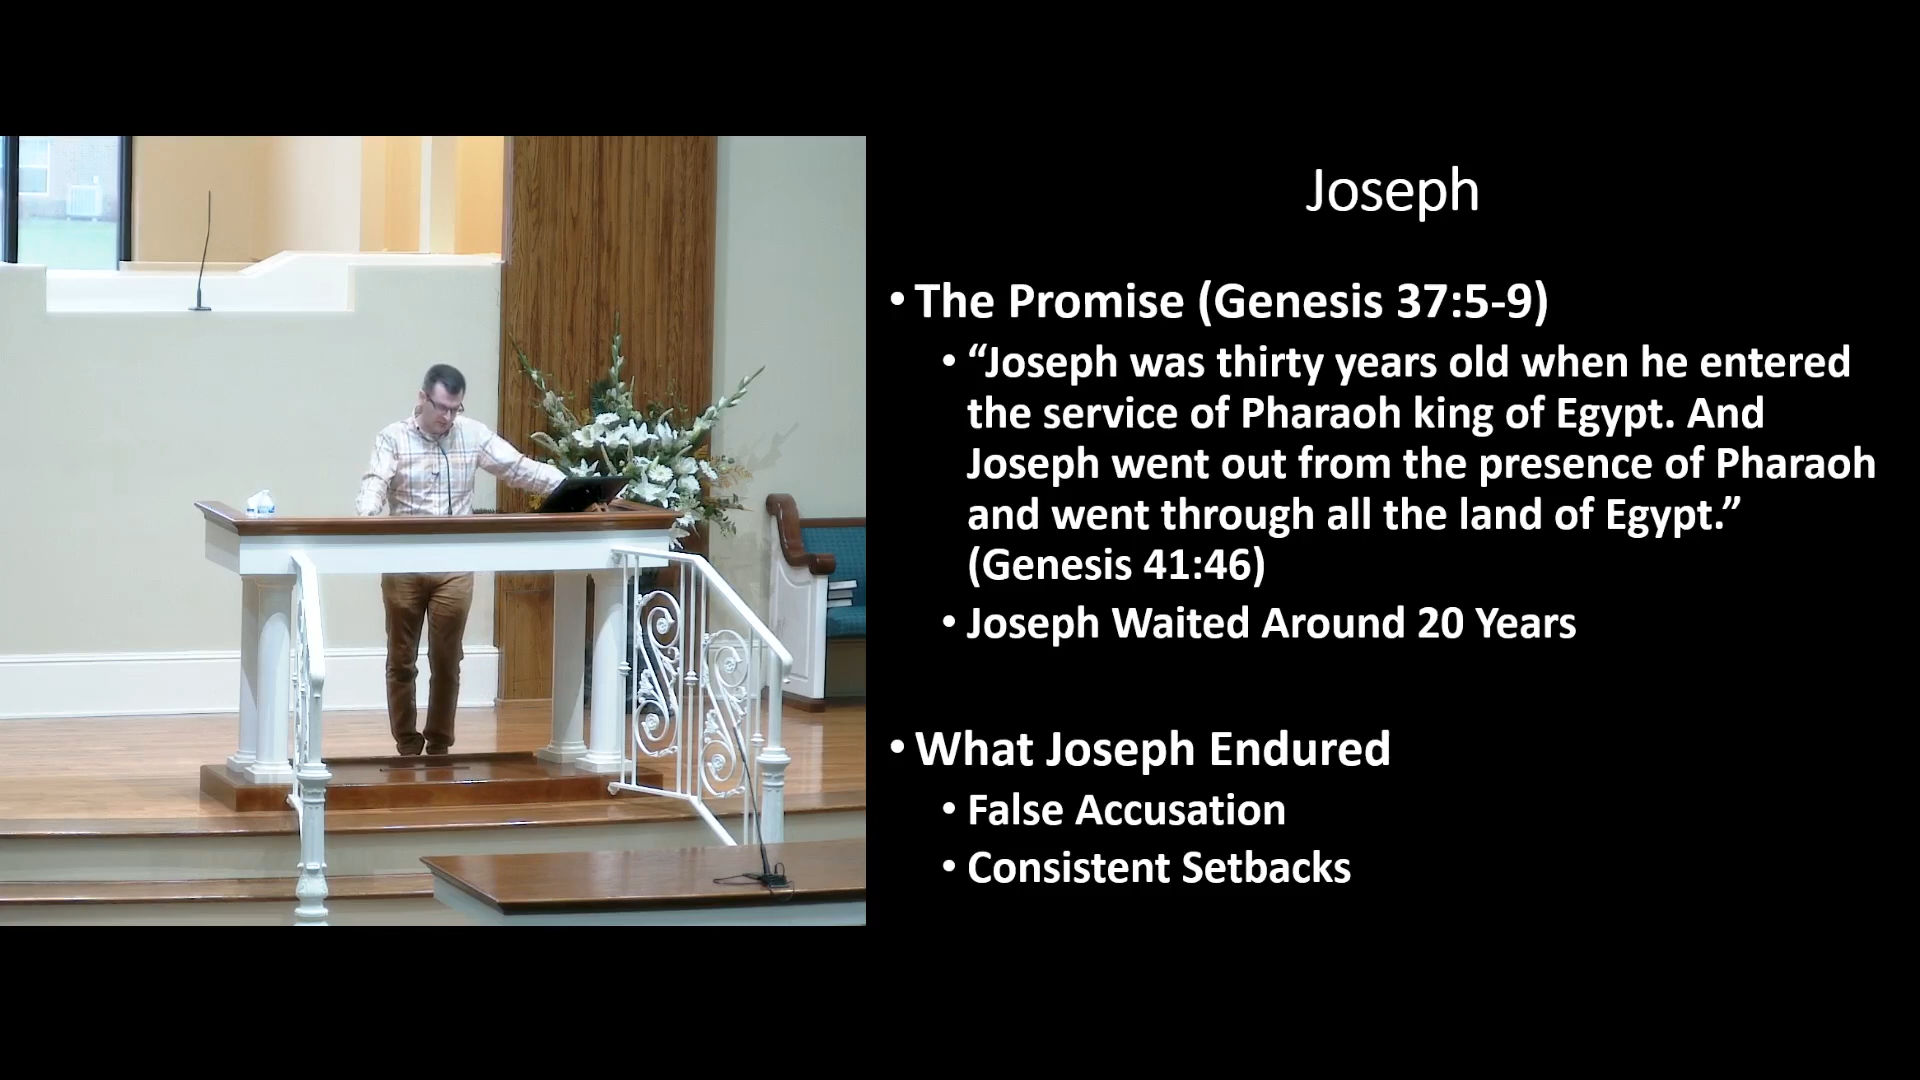 Joseph
• The Promise (Genesis 37:5-9)
• “Joseph was thirty years old when he entered
the service of Pharaoh king of Egypt. And
Joseph went out from the presence of Pharaoh
and went through all the land of Egypt.”
(Genesis 41:46)
• Joseph Waited Around 20 Years
• What Joseph Endured
• False Accusation
• Consistent Setbacks